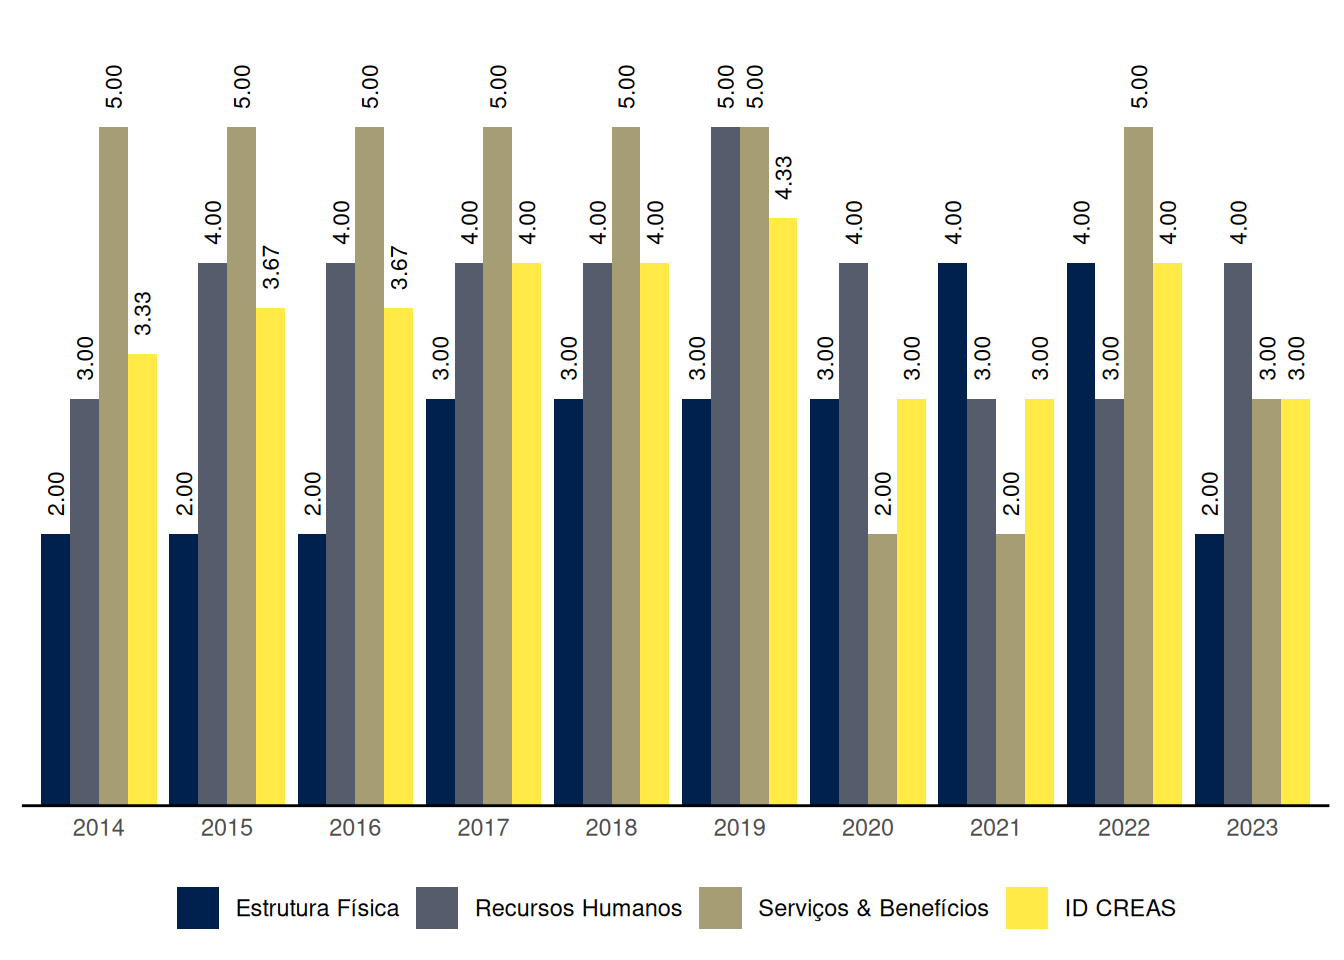 5.00 5.00 5.00 5.00 5.00 5.00 5.00 5.00
4.33
4.00 4.00 4.00 4.00 4.00 4.00 4.00 4.00 4.00 4.00 4.00
3.67 3.67
3.33
3.00 3.00 3.00 3.00 3.00 3.00 3.00 3.00 3.00 3.00 3.00
2.00 2.00 2.00 2.00 2.00 2.00
2014 2015 2016 2017 2018 2019 2020 2021 2022 2023
Estrutura Física Recursos Humanos Serviços & Benefícios ID CREAS